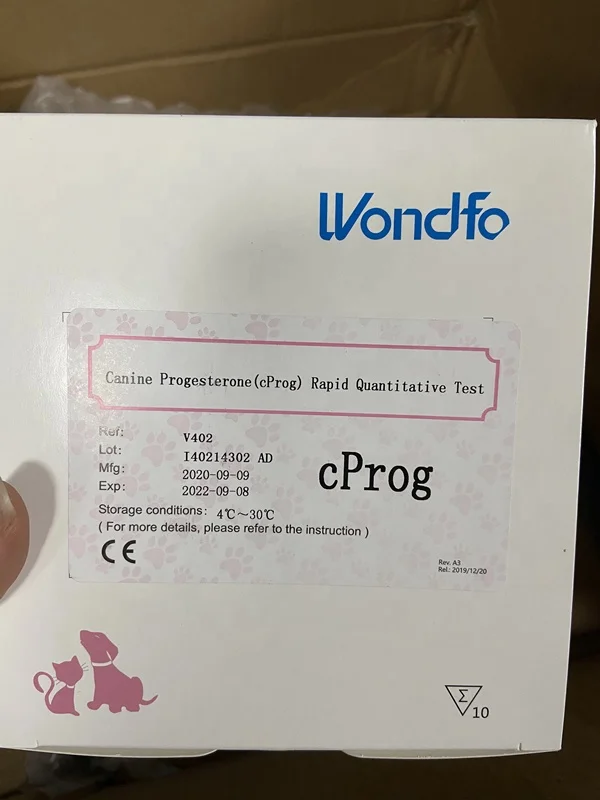 Wondfo
Canine Progesterone(cProg) Rapid Quantitative Test
Ref: V402
Lot: I40214302 AD
Mfg: 2020-09-09
Exp: 2022-09-08
cProg
Storage conditions: 4℃~30℃
( For more details, please refer to the instruction )
CE
Rev. A3
Rel.: 2019/12/20
Σ
10